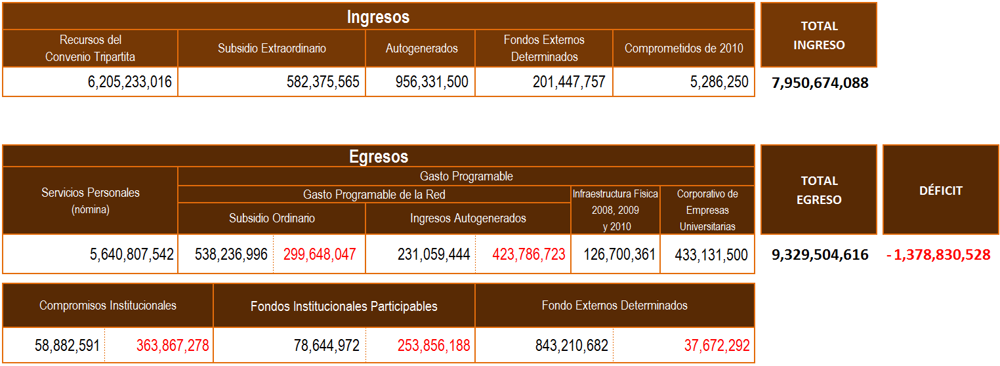 Ingresos
TOTAL
INGRESO
Recursos del
Convenio Tripartita
Subsidio Extraordinario
Autogenerados
Fondos Externos
Determinados
Comprometidos de 2010
6,205,233,016
582,375,565
956,331,500
201,447,757
5,286,250
7,950,674,088
Egresos
TOTAL
EGRESO
DÉFICIT
Servicios Personales
(nómina)
Gasto Programable
Gasto Programable de la Red
Infraestructura Física
2008, 2009
y 2010
Corporativo de
Empresas
Universitarias
Subsidio Ordinario
Ingresos Autogenerados
5,640,807,542
538,236,996
299,648,047
231,059,444
423,786,723
126,700,361
433,131,500
9,329,504,616
-1,378,830,528
Compromisos Institucionales
Fondos Institucionales Participables
Fondo Externos Determinados
58,882,591
363,867,278
78,644,972
253,856,188
843,210,682
37,672,292